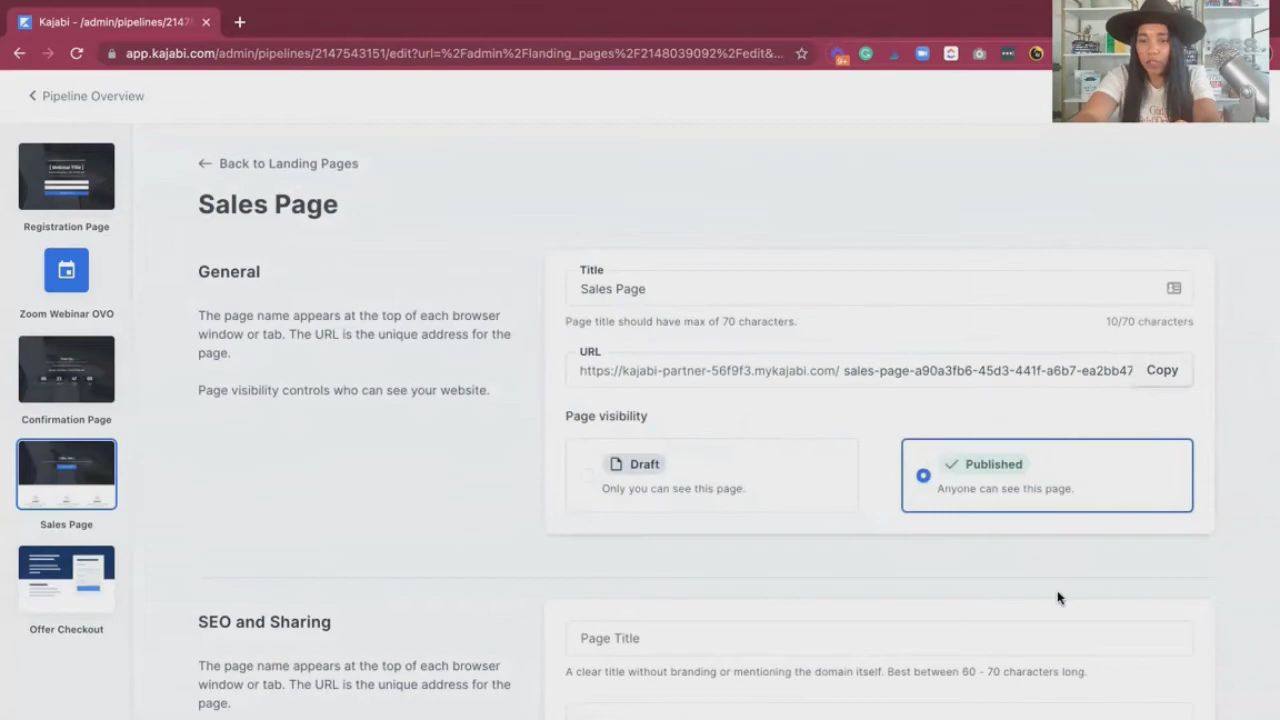 Kajabi - /admin/pipelines/2147
app.kajabi.com/admin/pipelines/2147543151/edit?url=%2Fadmin%2Flanding_pages%2F2148039092%2Fedit&...
9+
Pipeline Overview
Back to Landing Pages
Sales Page
General
The page name appears at the top of each browser
window or tab. The URL is the unique address for the
page.
Page visibility controls who can see your website.
Title
Sales Page
Page title should have max of 70 characters.
10/70 characters
URL
https://kajabi-partner-56f9f3.mykajabi.com/ sales-page-a90a3fb6-45d3-441f-a6b7-ea2bb47
Copy
Page visibility
Draft
Only you can see this page.
Published
Anyone can see this page.
SEO and Sharing
The page name appears at the top of each browser
window or tab. The URL is the unique address for the
page.
Page Title
A clear title without branding or mentioning the domain itself. Best between 60 - 70 characters long.
[ Webinar Title ]
Registration Page
Zoom Webinar OVO
Confirmation Page
Sales Page
Offer Checkout